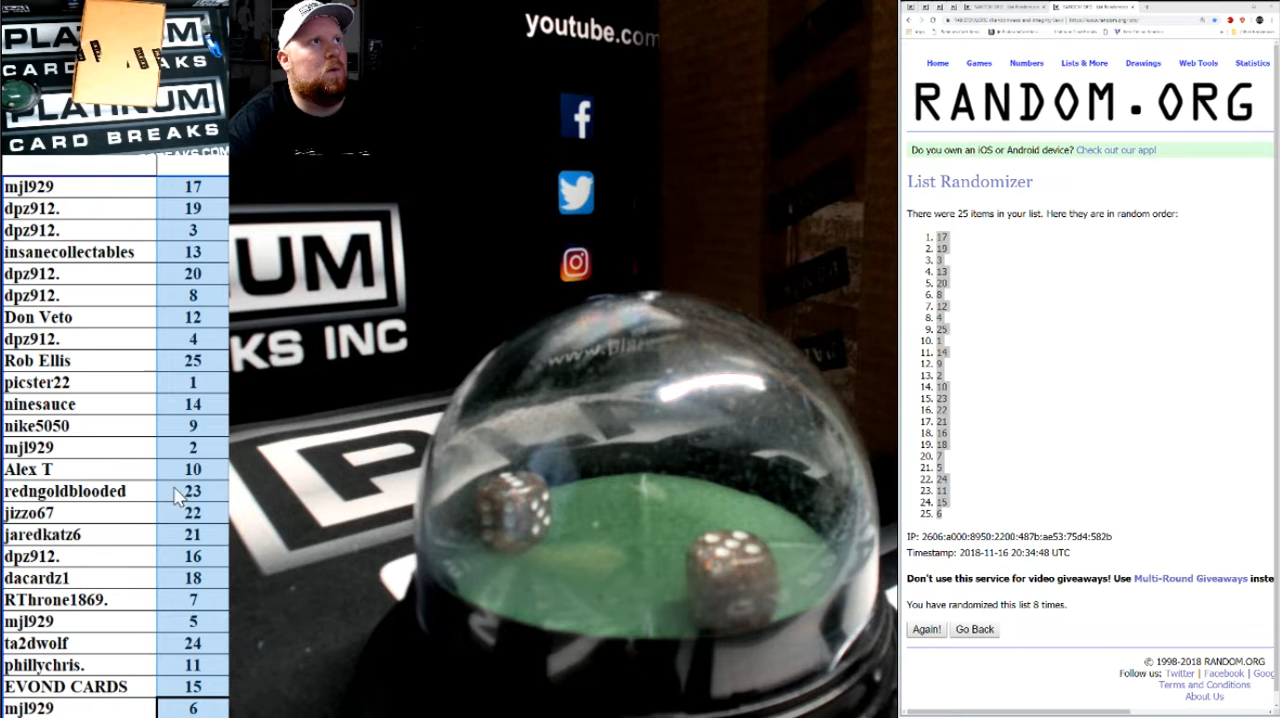 PLATINUM
CARD BREAKS
PLATINUM
CARD BREAKS
mjl929 17
dpz912. 19
dpz912. 3
insanecollectables 13
dpz912. 20
dpz912. 8
Don Veto 12
dpz912. 4
Rob Ellis 25
picster22 1
ninesauce 14
nike5050 9
mjl929 2
Alex T 10
redngoldblooded 23
jizzo67 22
jaredkatz6 21
dpz912. 16
dacardz1 18
RThrone1869. 7
mjl929 5
ta2dwolf 24
phillychris. 11
EVOND CARDS 15
mjl929 6
youtube.com
UM
KS INC
Home Games Numbers Lists & More Drawings Web Tools Statistics
RANDOM.ORG
Do you own an iOS or Android device? Check out our app!
List Randomizer
There were 25 items in your list. Here they are in random order:
1. 17
2. 19
3. 3
4. 13
5. 20
6. 8
7. 12
8. 4
9. 25
10. 1
11. 14
12. 9
13. 2
14. 10
15. 23
16. 22
17. 21
18. 16
19. 18
20. 7
21. 5
22. 24
23. 11
24. 15
25. 6
IP: 2606:a000:8950:2200:487b:ae53:75d4:582b
Timestamp: 2018-11-16 20:34:48 UTC
Don't use this service for video giveaways! Use Multi-Round Giveaways inste
You have randomized this list 8 times.
Again! Go Back
© 1998-2018 RANDOM.ORG
Follow us: Twitter | Facebook | Goog
Terms and Conditions
About Us